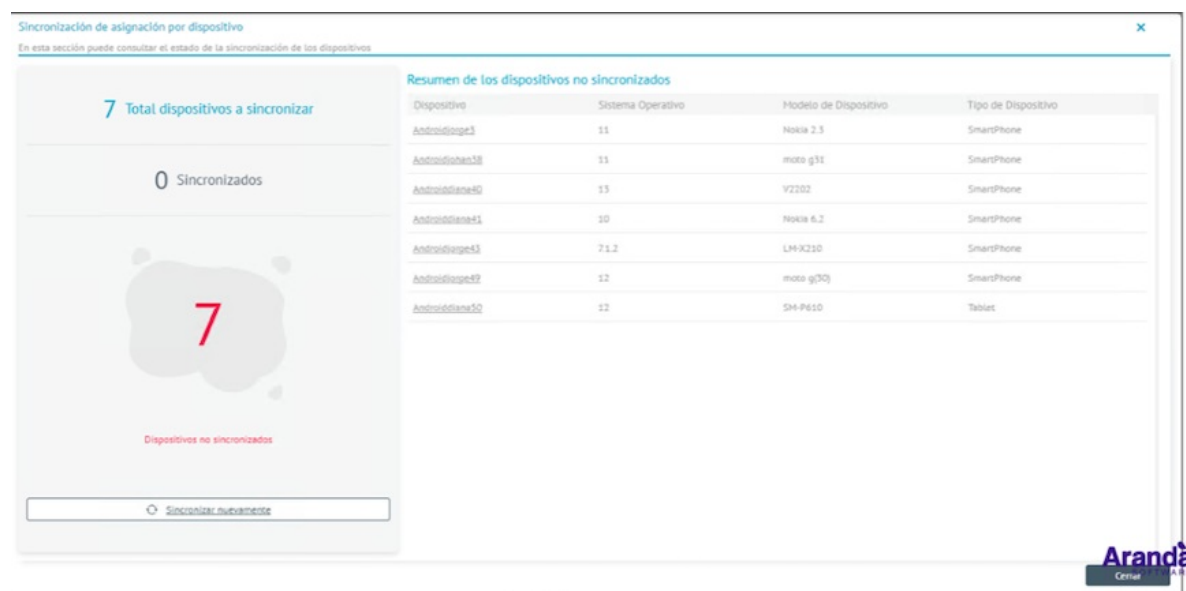 Sincronización de asignación por dispositivo
En esta sección puede consultar el estado de la sincronización de los dispositivos
7 Total dispositivos a sincronizar
0 Sincronizados
7
Dispositivos no sincronizados
Sincronizar nuevamente
Resumen de los dispositivos no sincronizados
Dispositivo Sistema Operativo Modelo de Dispositivo Tipo de Dispositivo
Androidjorge3 11 Nokia 2.3 SmartPhone
Androidjohan38 11 moto g31 SmartPhone
Androiddiana40 13 V2202 SmartPhone
Androiddiana41 10 Nokia 6.2 SmartPhone
Androidjorge43 7.1.2 LM-X210 SmartPhone
Androidjorge49 12 moto g(30) SmartPhone
Androiddiana50 12 SM-P610 Tablet
Aranda
SOFTWARE
Cerrar